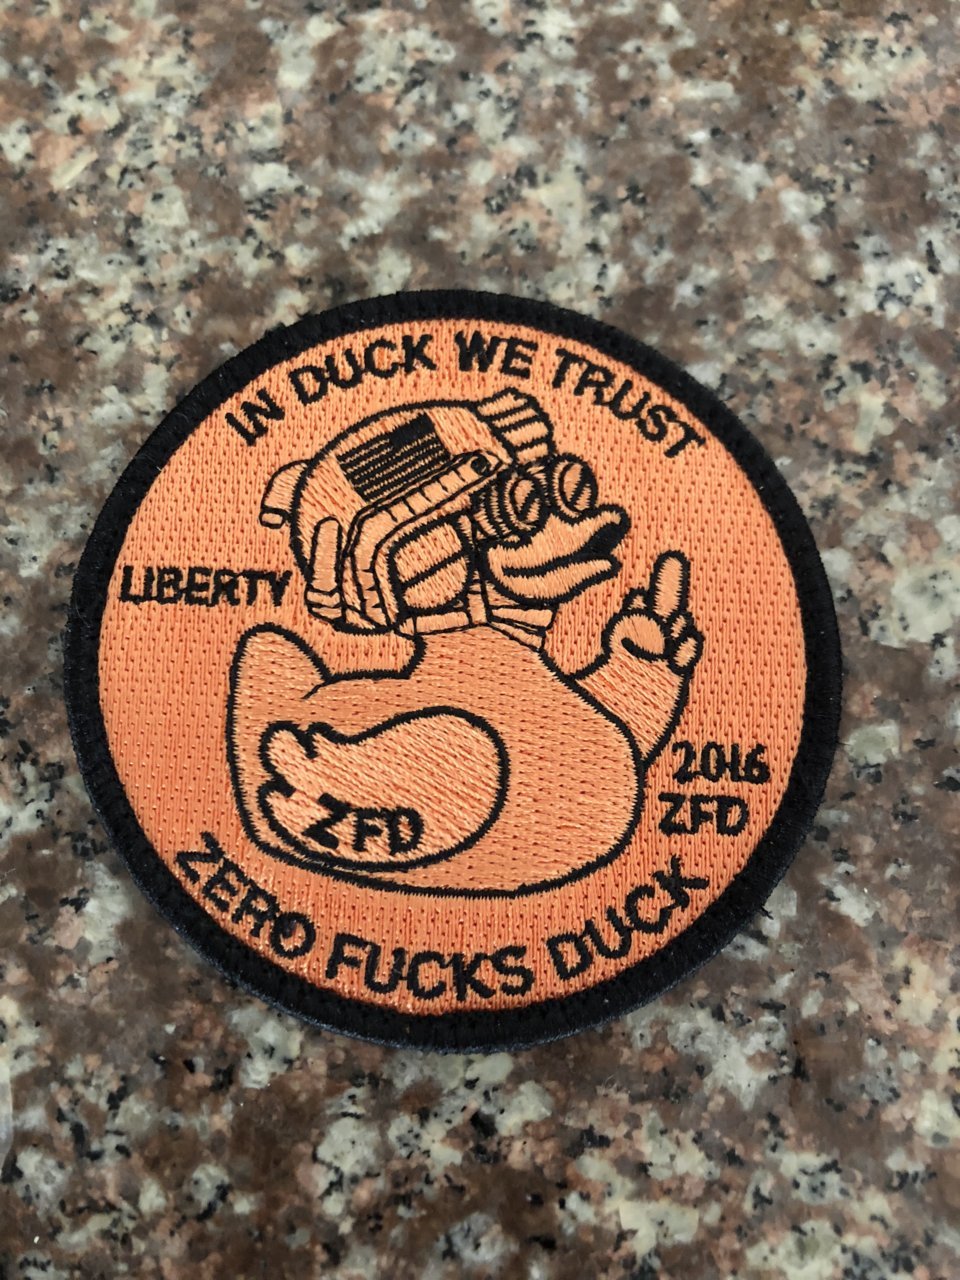 IN DUCK WE TRUST
LIBERTY
2016
ZFD
ZFD
ZERO FUCKS DUCK